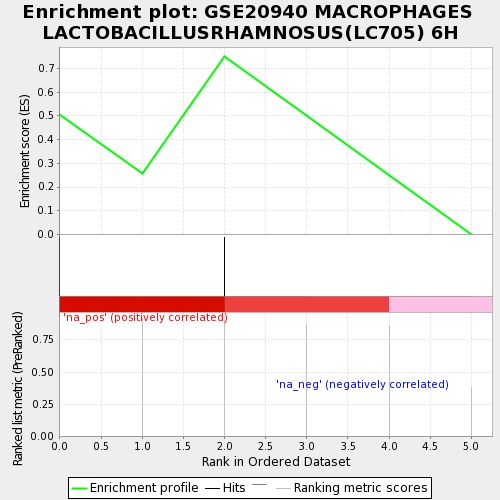 Enrichment plot: GSE20940 MACROPHAGES
LACTOBACILLUSRHAMNOSUS(LC705) 6H
Enrichment score (ES)
0.7
0.6
0.5
0.4
0.3
0.2
0.1
0.0
'na_pos' (positively correlated)
'na_neg' (negatively correlated)
Ranked list metric (PreRanked)
0.75
0.50
0.25
0.00
0.0 0.5 1.0 1.5 2.0 2.5 3.0 3.5 4.0 4.5 5.0
Rank in Ordered Dataset
Enrichment profile Hits Ranking metric scores